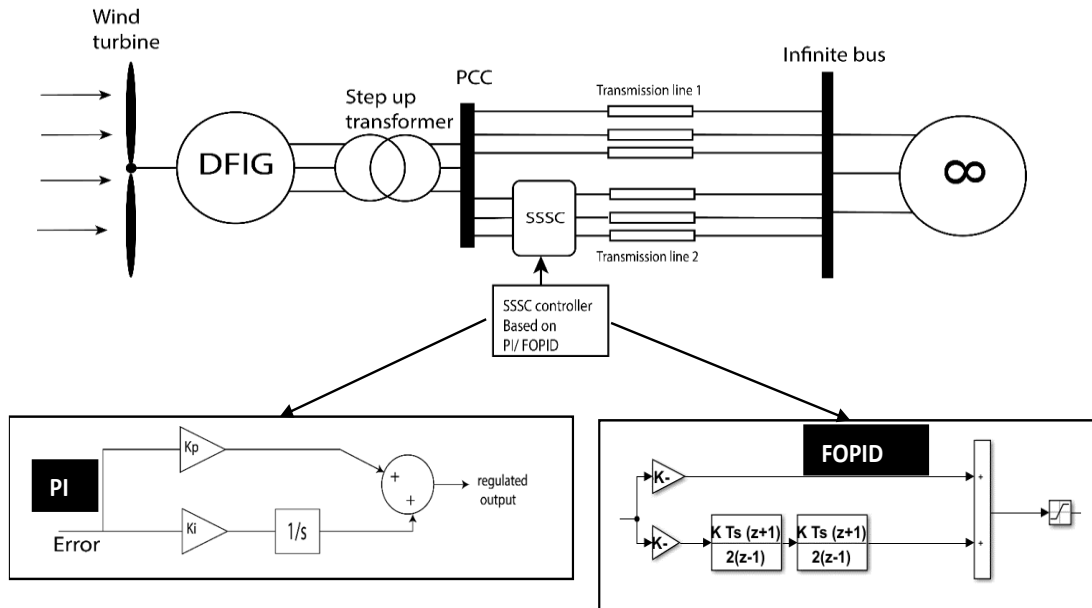 Wind
turbine
DFIG
Step up
transformer
PCC
Transmission line 1
Infinite bus
∞
SSSC
Transmission line 2
SSSC controller
Based on
PI/ FOPID
PI
Kp
Ki
1/s
+
+
regulated
output
Error
FOPID
K-
K-
K Ts (z+1)
2(z-1)
K Ts (z+1)
2(z-1)
+
+